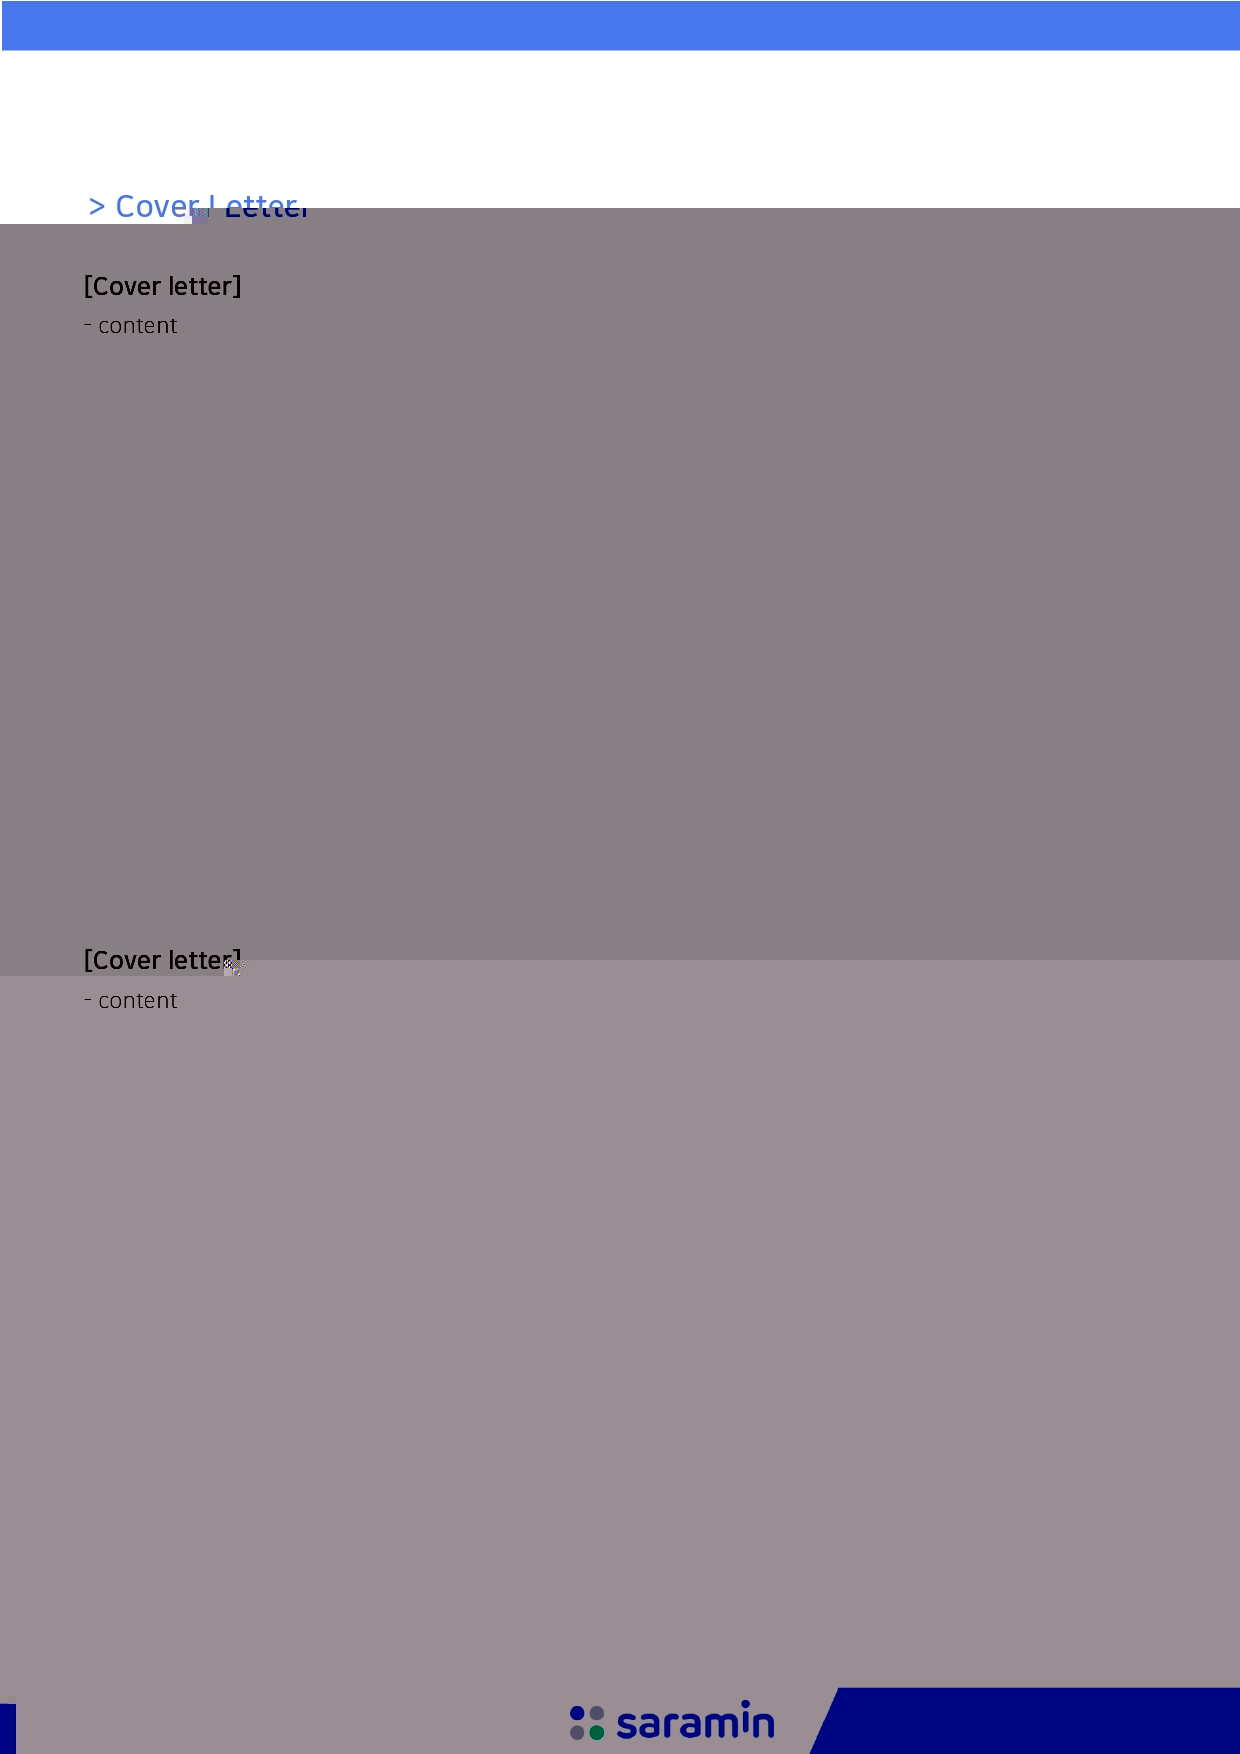 > Cover Letter
[Cover letter]
- content
[Cover letter]
- content
saramin